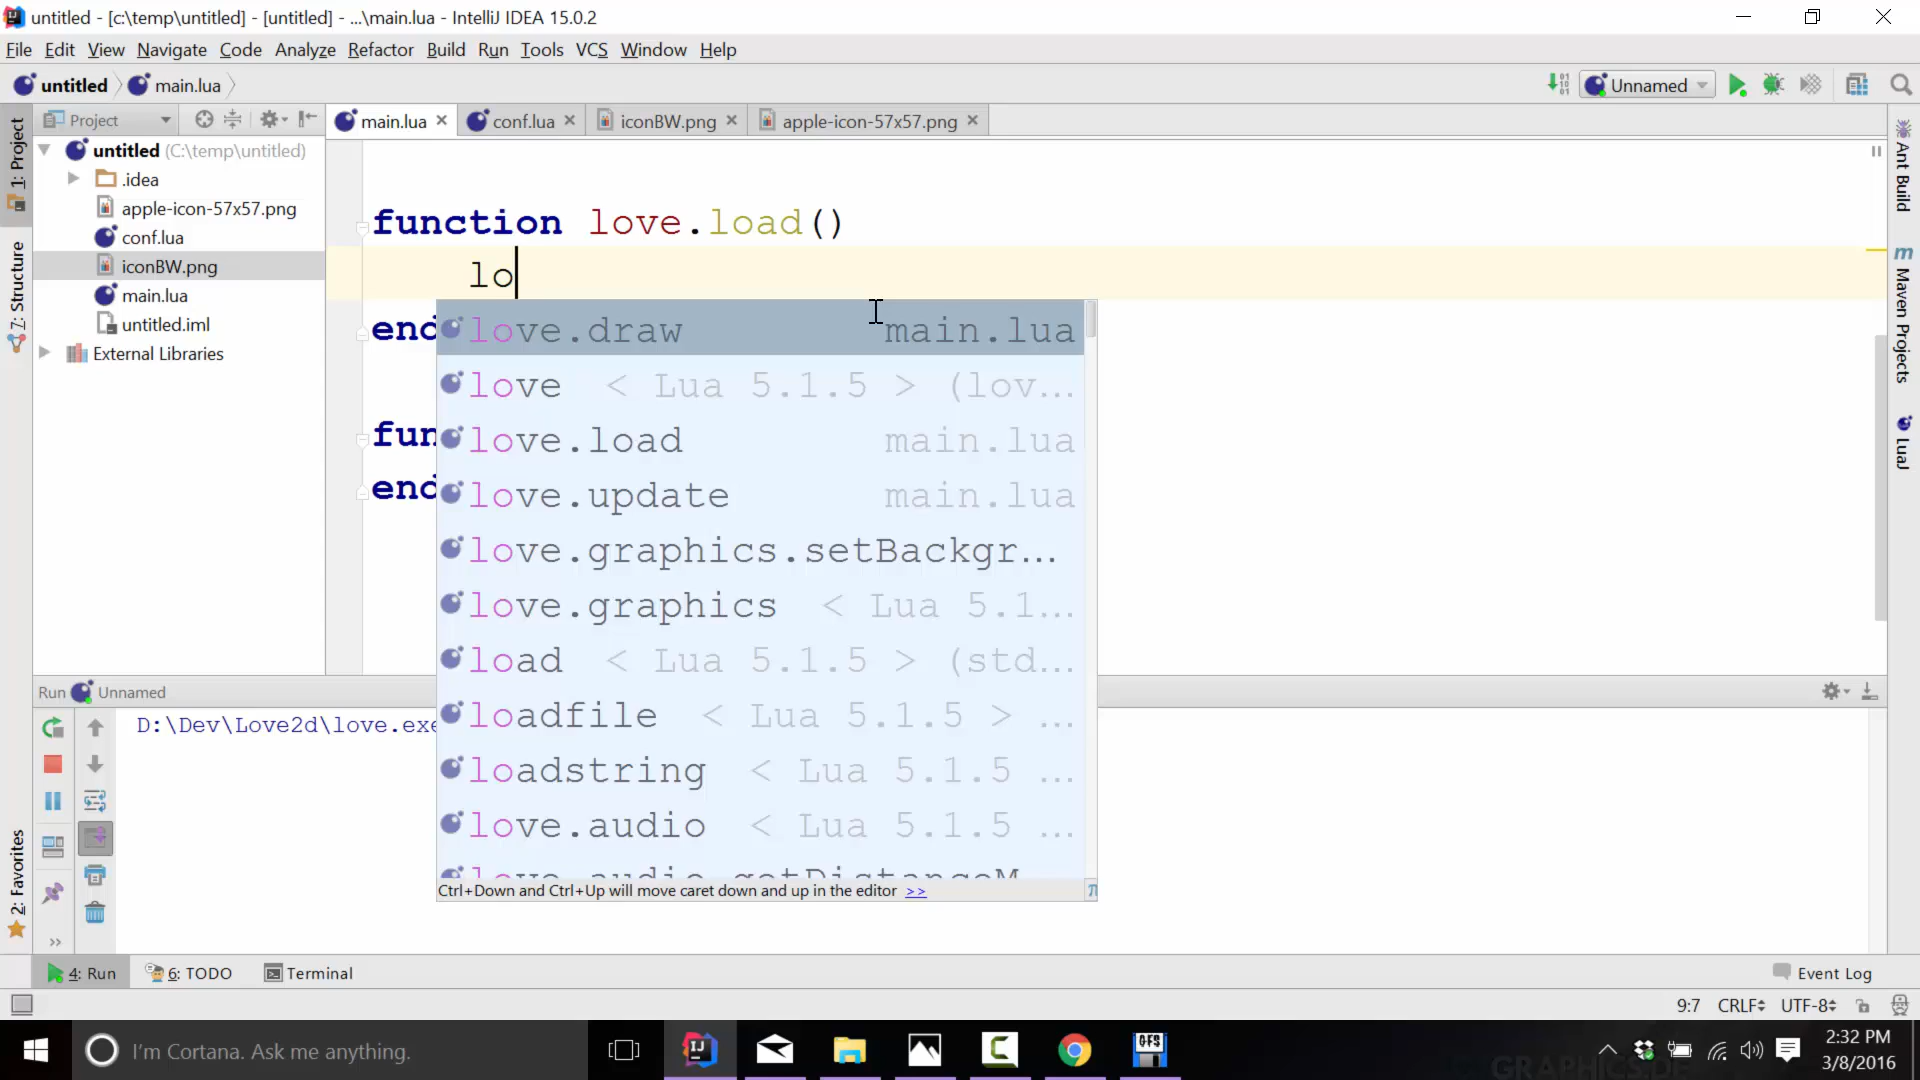 untitled - [c:\temp\untitled] - [untitled] - ...\main.lua - IntelliJ IDEA 15.0.2
File Edit View Navigate Code Analyze Refactor Build Run Tools VCS Window Help
untitled main.lua Unnamed
Project main.lua conf.lua iconBW.png apple-icon-57x57.png
1: Project
7: Structure
2: Favorites
untitled (C:\temp\untitled)
.idea
apple-icon-57x57.png
conf.lua
iconBW.png
main.lua
untitled.iml
External Libraries
function love.load()
lo
end
fun
end
love.draw main.lua
love < Lua 5.1.5 > (lov...
love.load main.lua
love.update main.lua
love.graphics.setBackgr...
love.graphics < Lua 5.1...
load < Lua 5.1.5 > (std...
loadfile < Lua 5.1.5 > ...
loadstring < Lua 5.1.5 ...
love.audio < Lua 5.1.5 ...
love.audio.getDistanceM
Ctrl+Down and Ctrl+Up will move caret down and up in the editor >> π
Ant Build
m Maven Projects
LuaJ
Run Unnamed
D:\Dev\Love2d\love.exe
4: Run 6: TODO Terminal Event Log
9:7 CRLF UTF-8
I'm Cortana. Ask me anything.
2:32 PM
3/8/2016